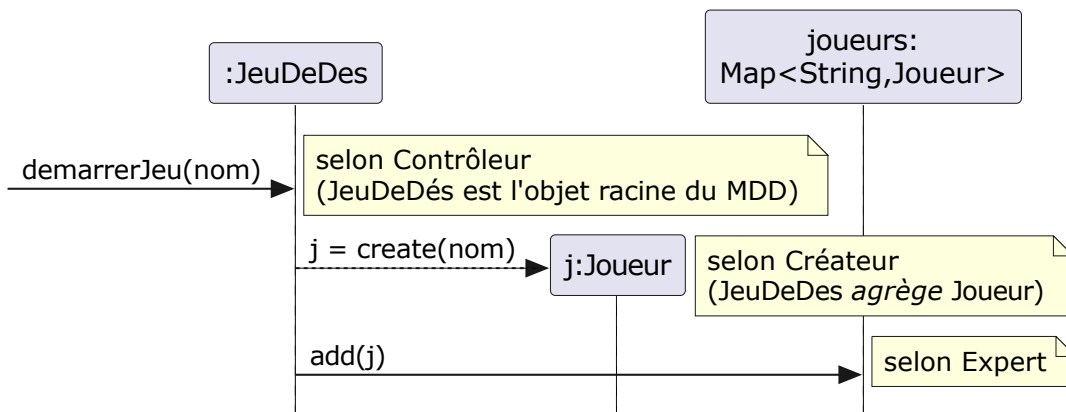 :JeuDeDes
joueurs:
Map<String,Joueur>
demarrerJeu(nom)
selon Contrôleur
(JeuDeDés est l'objet racine du MDD)
j = create(nom)
j:Joueur
selon Créateur
(JeuDeDes agrège Joueur)
add(j)
selon Expert